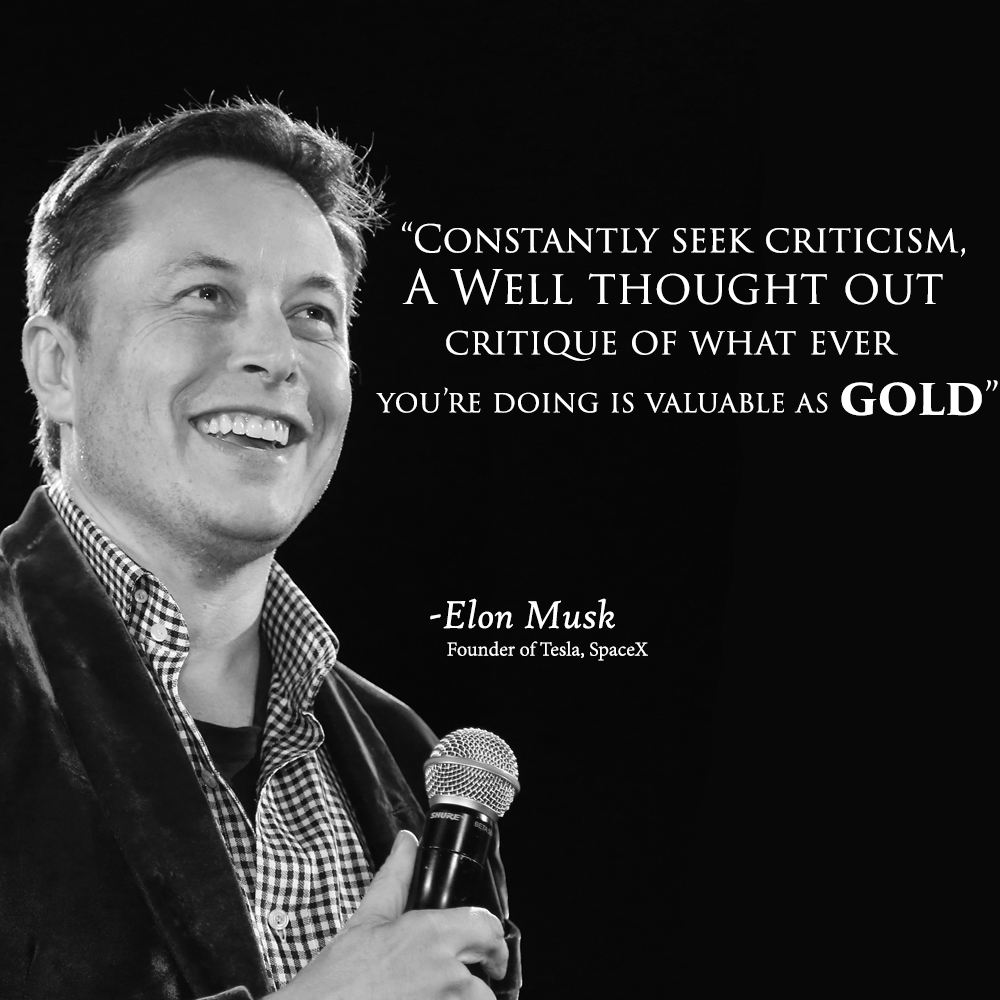 “CONSTANTLY SEEK CRITICISM,
A WELL THOUGHT OUT
CRITIQUE OF WHAT EVER
YOU’RE DOING IS VALUABLE AS GOLD”
-Elon Musk
Founder of Tesla, SpaceX
SHURE